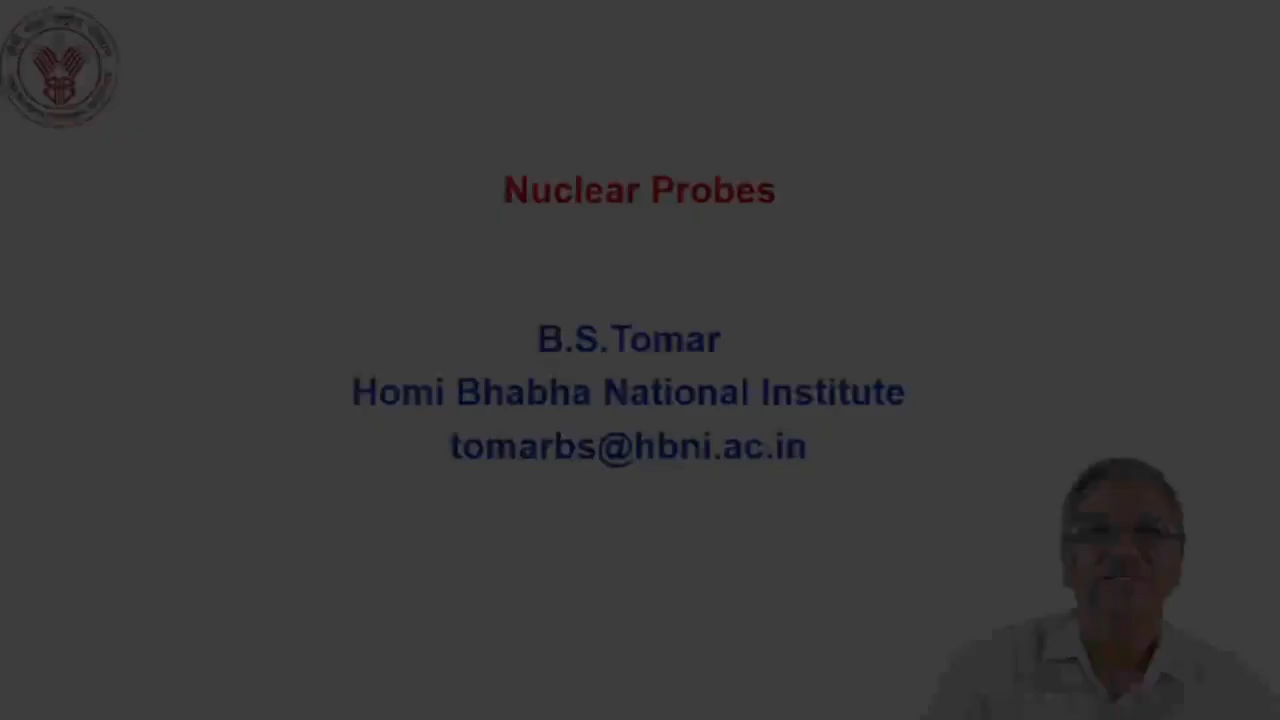 Nuclear Probes
B.S.Tomar
Homi Bhabha National Institute
tomarbs@hbni.ac.in